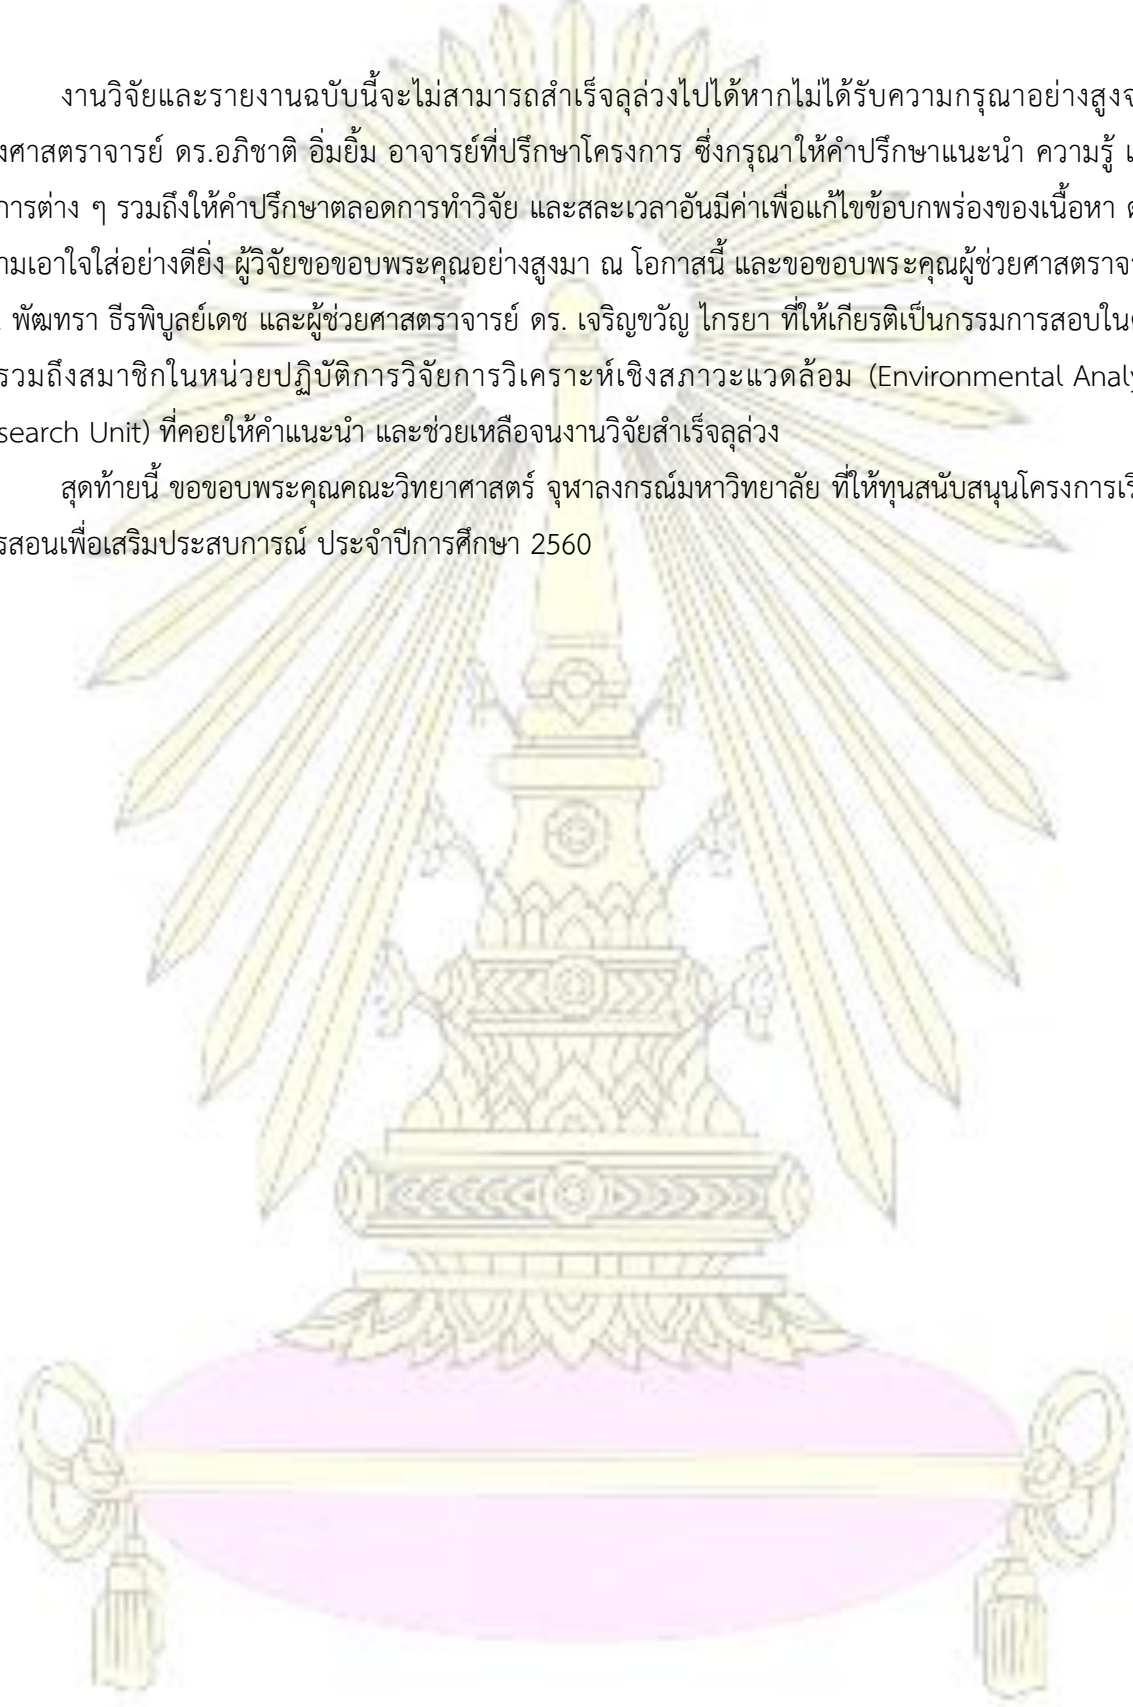 งานวิจัยและรายงานฉบับนี้จะไม่สามารถสำเร็จลุล่วงไปได้หากไม่ได้รับความกรุณาอย่างสูงจ
งศาสตราจารย์ ดร.อภิชาติ อิ่มยิ้ม อาจารย์ที่ปรึกษาโครงการ ซึ่งกรุณาให้คำปรึกษาแนะนำ ความรู้ แ
การต่าง ๆ รวมถึงให้คำปรึกษาตลอดการทำวิจัย และสละเวลาอันมีค่าเพื่อแก้ไขข้อบกพร่องของเนื้อหา ด
ามเอาใจใส่อย่างดียิ่ง ผู้วิจัยขอขอบพระคุณอย่างสูงมา ณ โอกาสนี้ และขอขอบพระคุณผู้ช่วยศาสตราจา
. พัฒทรา ธีรพิบูลย์เดช และผู้ช่วยศาสตราจารย์ ดร. เจริญขวัญ ไกรยา ที่ให้เกียรติเป็นกรรมการสอบในค
รวมถึงสมาชิกในหน่วยปฏิบัติการวิจัยการวิเคราะห์เชิงสภาวะแวดล้อม (Environmental Analy
search Unit) ที่คอยให้คำแนะนำ และช่วยเหลือจนงานวิจัยสำเร็จลุล่วง
สุดท้ายนี้ ขอขอบพระคุณคณะวิทยาศาสตร์ จุฬาลงกรณ์มหาวิทยาลัย ที่ให้ทุนสนับสนุนโครงการเรี
รสอนเพื่อเสริมประสบการณ์ ประจำปีการศึกษา 2560